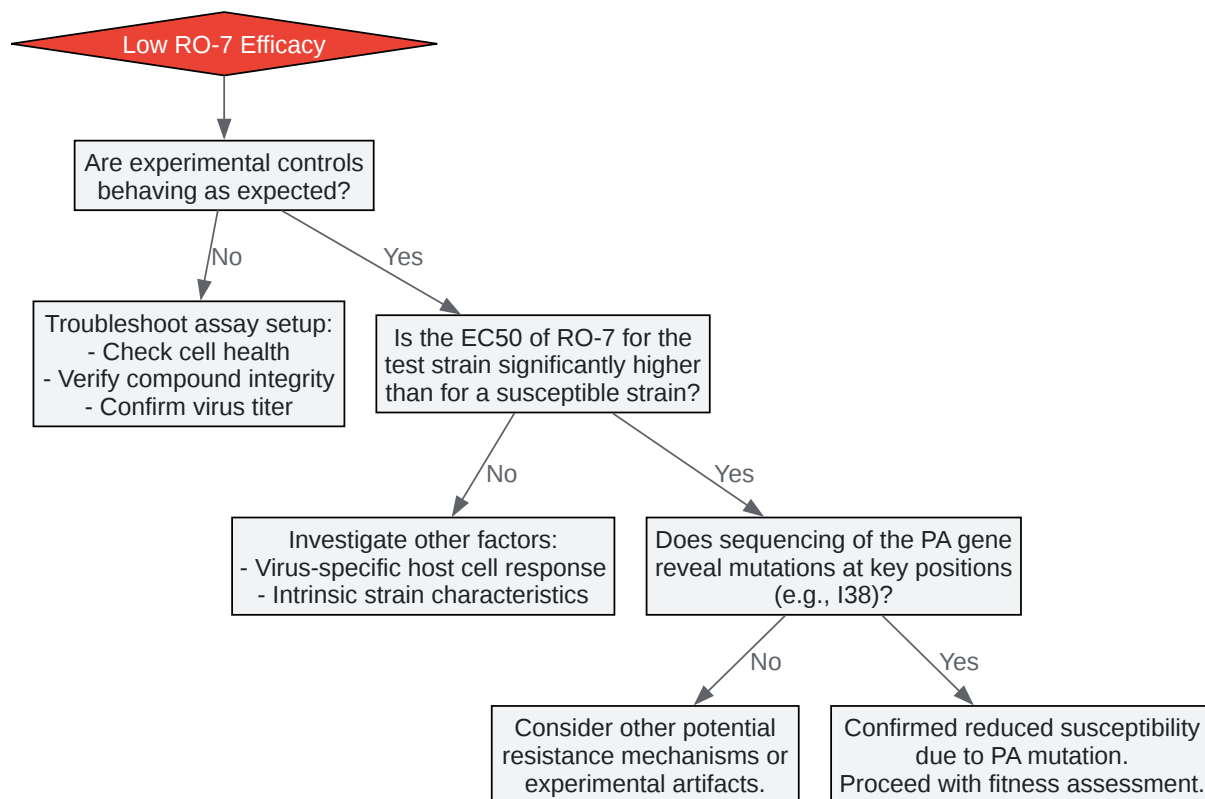 Low RO-7 Efficacy
Are experimental controls
behaving as expected?
No
Yes
Troubleshoot assay setup:
- Check cell health
- Verify compound integrity
- Confirm virus titer
Is the EC50 of RO-7 for the
test strain significantly higher
than for a susceptible strain?
No
Yes
Investigate other factors:
- Virus-specific host cell response
- Intrinsic strain characteristics
Does sequencing of the PA gene
reveal mutations at key positions
(e.g., I38)?
No
Yes
Consider other potential
resistance mechanisms or
experimental artifacts.
Confirmed reduced susceptibility
due to PA mutation.
Proceed with fitness assessment.